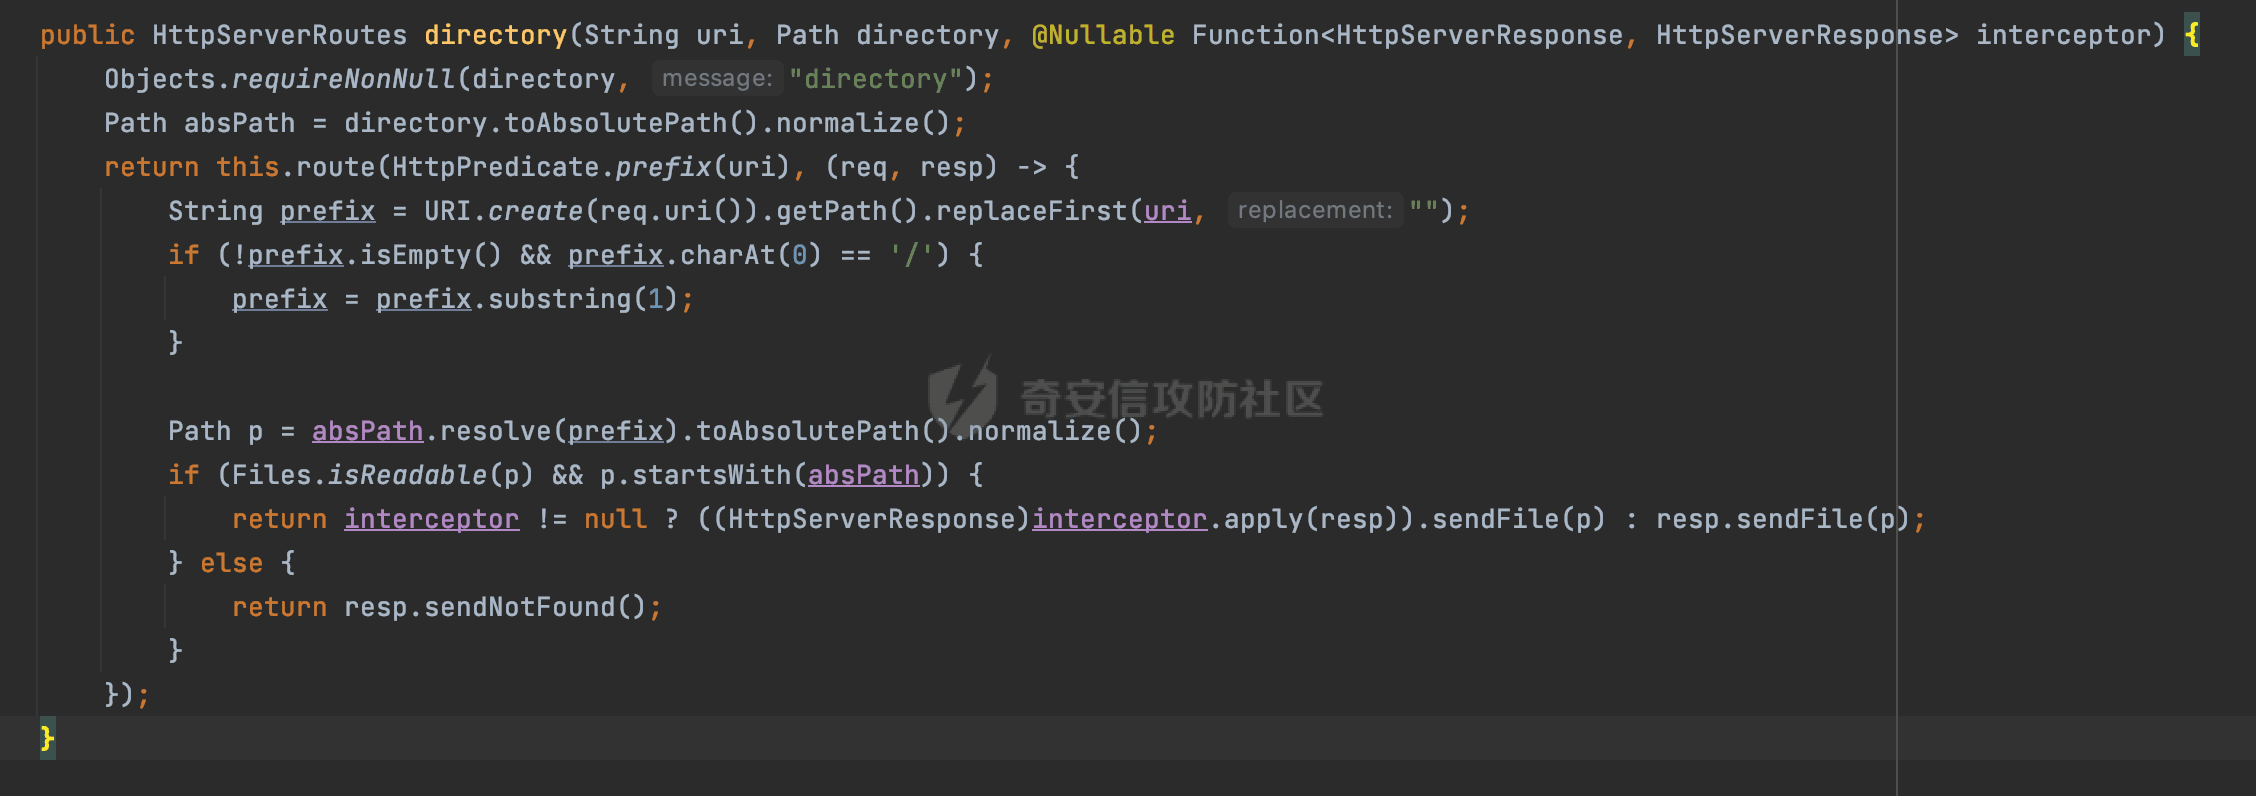 public HttpServerRoutes directory(String uri, Path directory, @Nullable Function<HttpServerResponse, HttpServerResponse> interceptor) {
Objects.requireNonNull(directory, message: "directory");
Path absPath = directory.toAbsolutePath().normalize();
return this.route(HttpPredicate.prefix(uri), (req, resp) -> {
String prefix = URI.create(req.uri()).getPath().replaceFirst(uri, replacement: "");
if (!prefix.isEmpty() && prefix.charAt(0) == '/') {
prefix = prefix.substring(1);
}
奇安信攻防社区
Path p = absPath.resolve(prefix).toAbsolutePath().normalize();
if (Files.isReadable(p) && p.startsWith(absPath)) {
return interceptor != null ? ((HttpServerResponse)interceptor.apply(resp)).sendFile(p) : resp.sendFile(p);
} else {
return resp.sendNotFound();
}
});
}